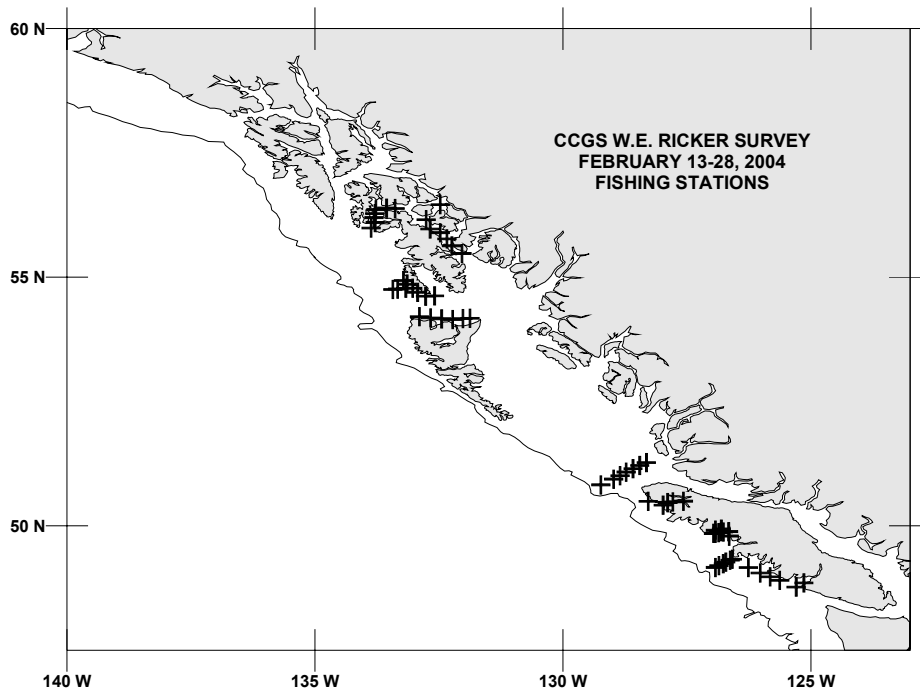 60 N
CCGS W.E. RICKER SURVEY
FEBRUARY 13-28, 2004
FISHING STATIONS
55 N
50 N
140 W
135 W
130 W
125 W